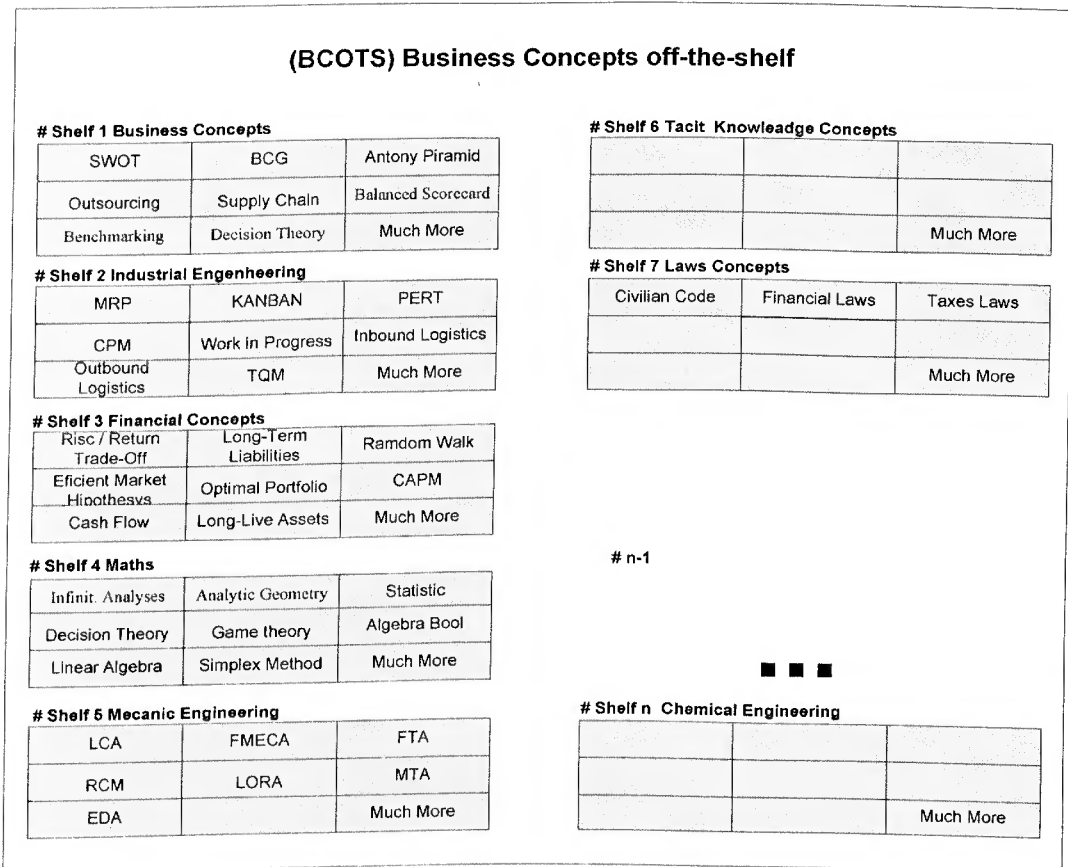 (BCOTS) Business Concepts off-the-shelf
# Shelf 1 Business Concepts
SWOT BCG Antony Piramid
Outsourcing Supply Chain Balanced Scorecard
Benchmarking Decision Theory Much More
# Shelf 2 Industrial Engenheering
MRP KANBAN PERT
CPM Work in Progress Inbound Logistics
Outbound
Logistics TQM Much More
# Shelf 3 Financial Concepts
Risc / Return Long-Term Ramdom Walk
Trade-Off Liabilities
Eficient Market Optimal Portfolio CAPM
Hipothesys
Cash Flow Long-Live Assets Much More
# Shelf 4 Maths
Infinit. Analyses Analytic Geometry Statistic
Decision Theory Game theory Algebra Bool
Linear Algebra Simplex Method Much More
# Shelf 5 Mecanic Engineering
LCA FMECA FTA
RCM LORA MTA
EDA Much More
# Shelf 6 Tacit Knowleadge Concepts
Much More
# Shelf 7 Laws Concepts
Civilian Code Financial Laws Taxes Laws
Much More
# n-1
# Shelf n Chemical Engineering
Much More